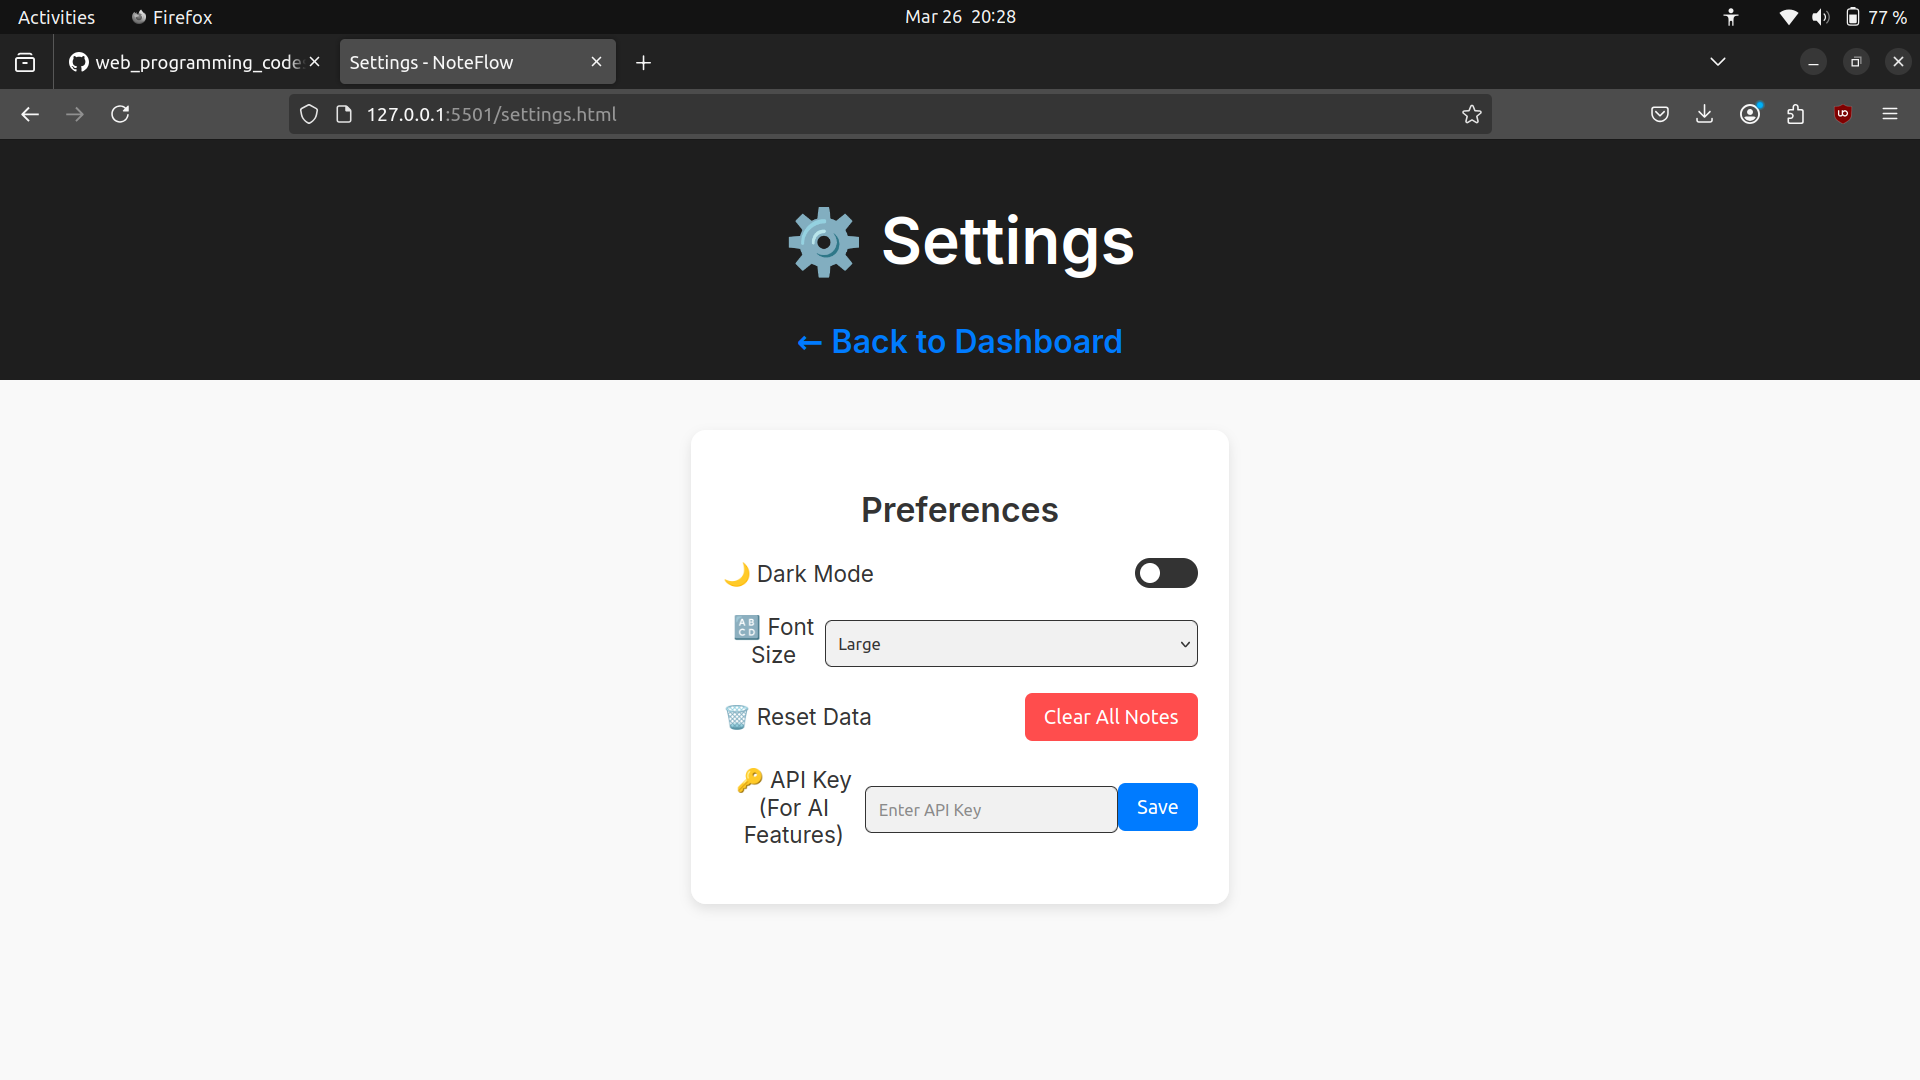 Activities
Firefox
Mar 26 20:28
77 %
web_programming_code
Settings - NoteFlow
127.0.0.1:5501/settings.html
Settings
← Back to Dashboard
Preferences
Dark Mode
Font
Size
Large
Reset Data
Clear All Notes
API Key
(For AI
Features)
Enter API Key
Save